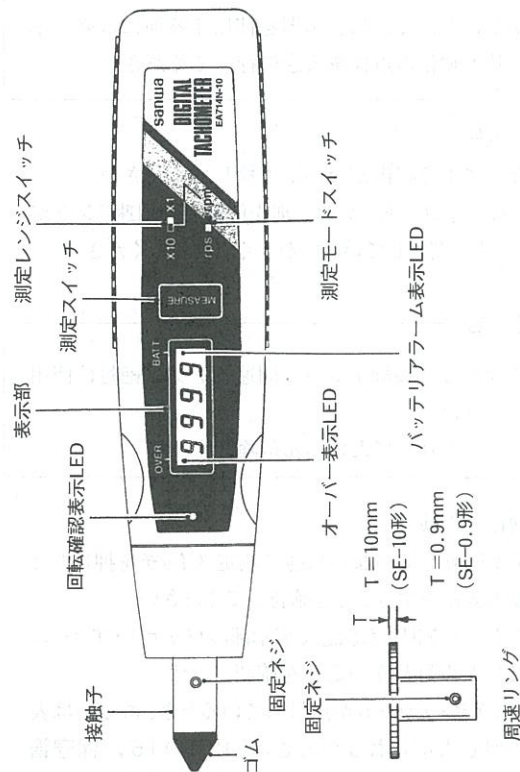 測定レンジスイッチ
測定スイッチ
表示部
回転確認表示LED
接触子
ゴム
固定ネジ
OVER
BATT
9999
MEASURE
X10 X1
rps rpm
sanwa
DIGITAL
TACHOMETER
EA714N-10
測定モードスイッチ
バッテリアラーム表示LED
オーバー表示LED
固定ネジ
T
T=10mm
(SE-10形)
T=0.9mm
(SE-0.9形)
周速リング